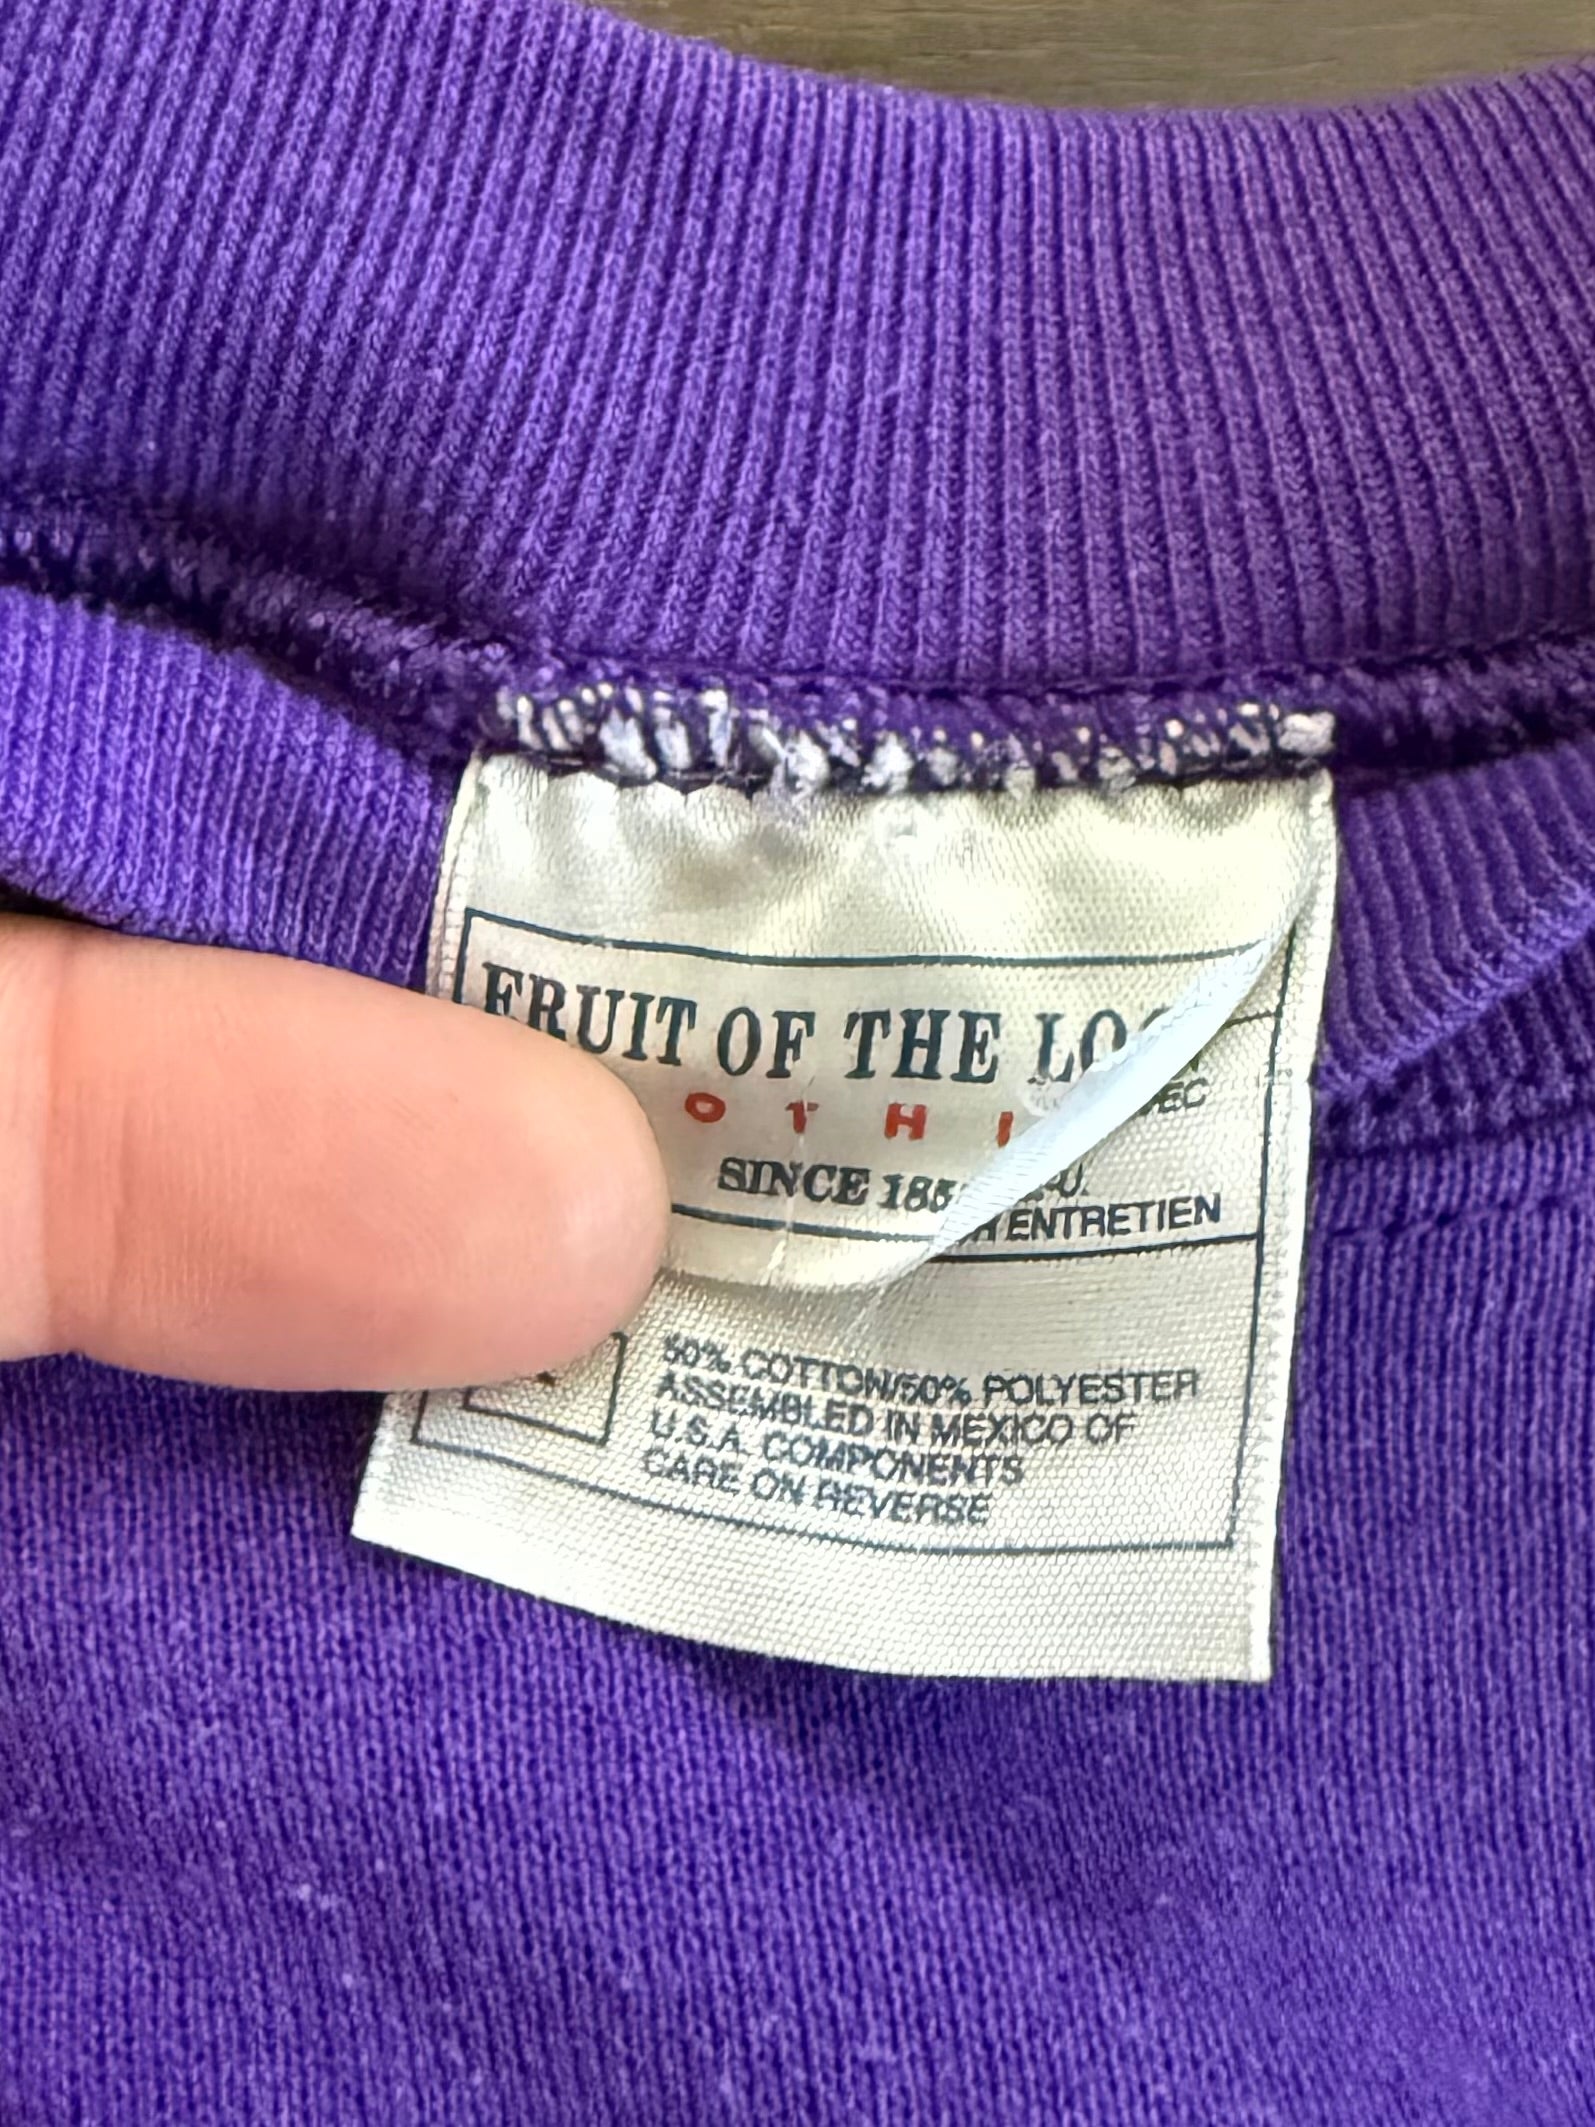 FRUIT OF THE LO
O T H I
SINCE 185
ENTRETIEN
50% COTTON/50% POLYESTER
ASSEMBLED IN MEXICO OF
U.S.A. COMPONENTS
CARE ON REVERSE